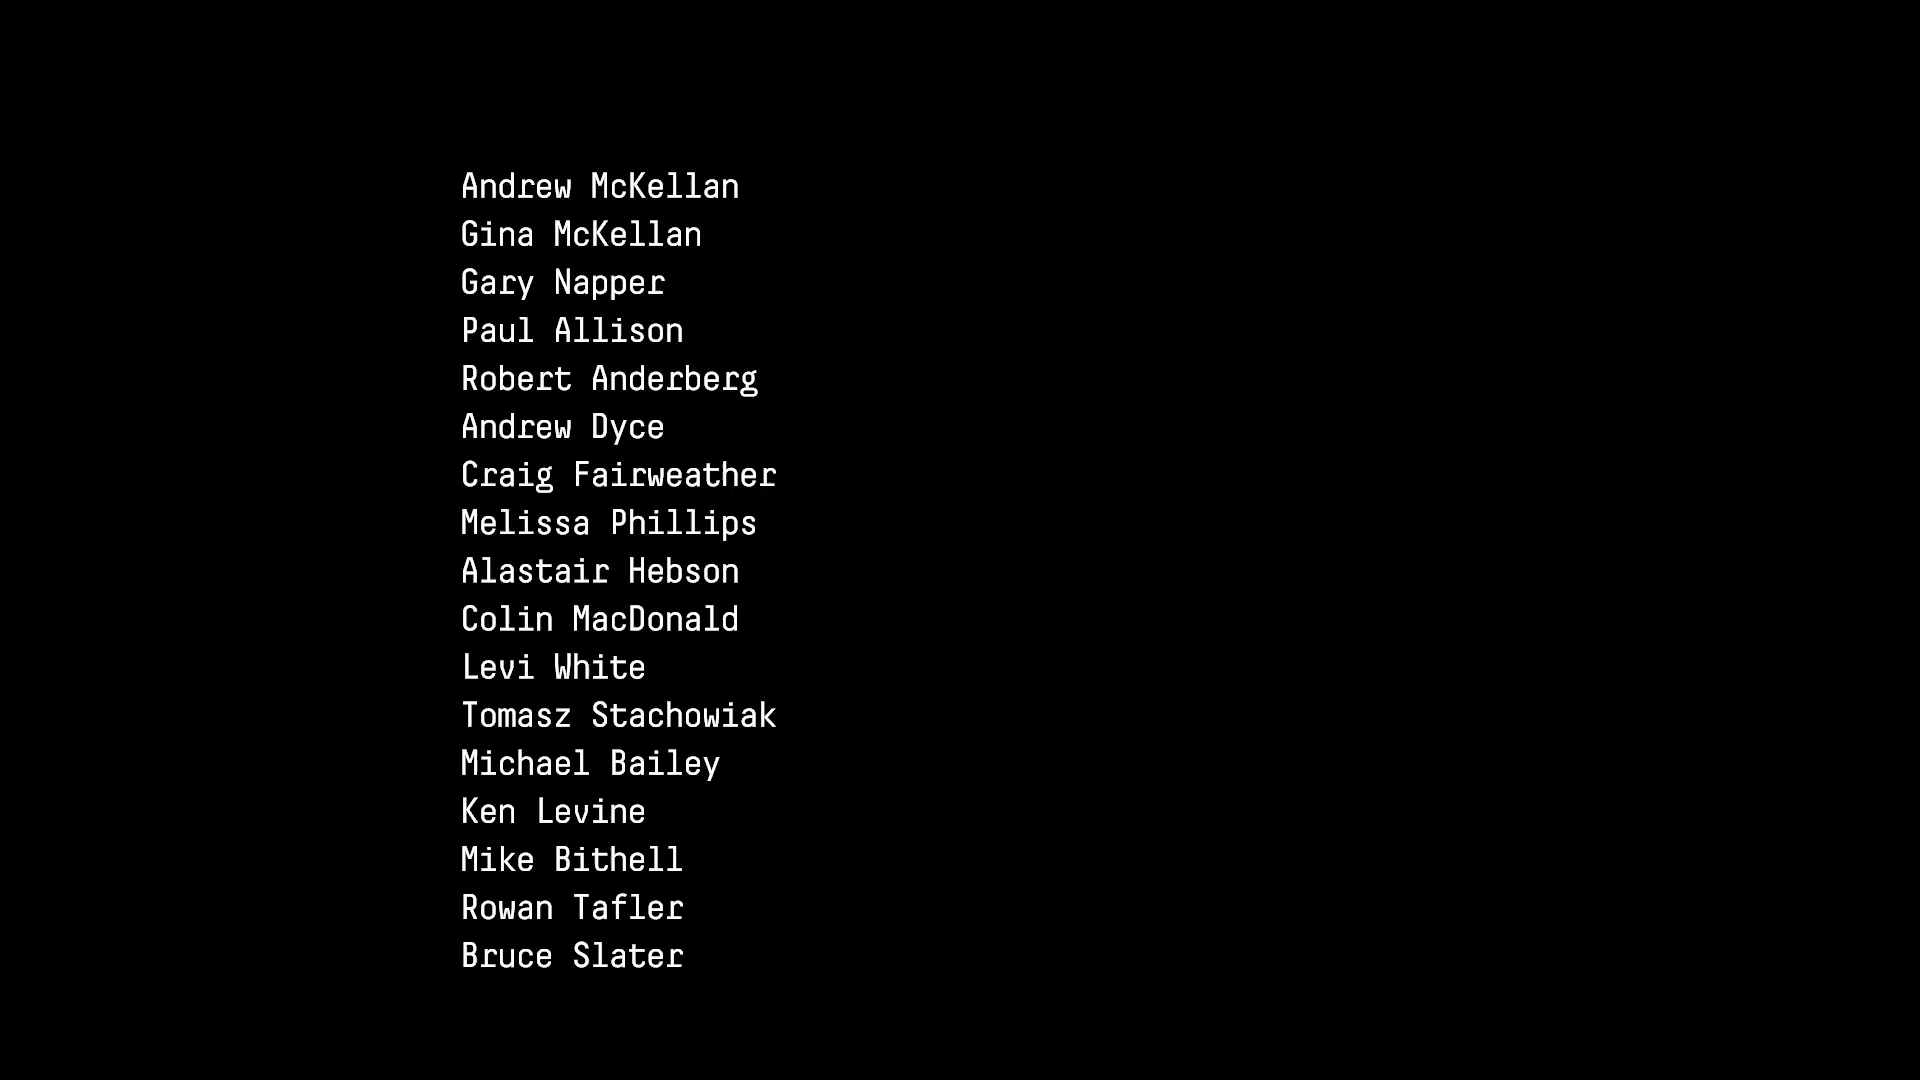 Andrew McKellan
Gina McKellan
Gary Napper
Paul Allison
Robert Anderberg
Andrew Dyce
Craig Fairweather
Melissa Phillips
Alastair Hebson
Colin MacDonald
Levi White
Tomasz Stachowiak
Michael Bailey
Ken Levine
Mike Bithell
Rowan Tafler
Bruce Slater